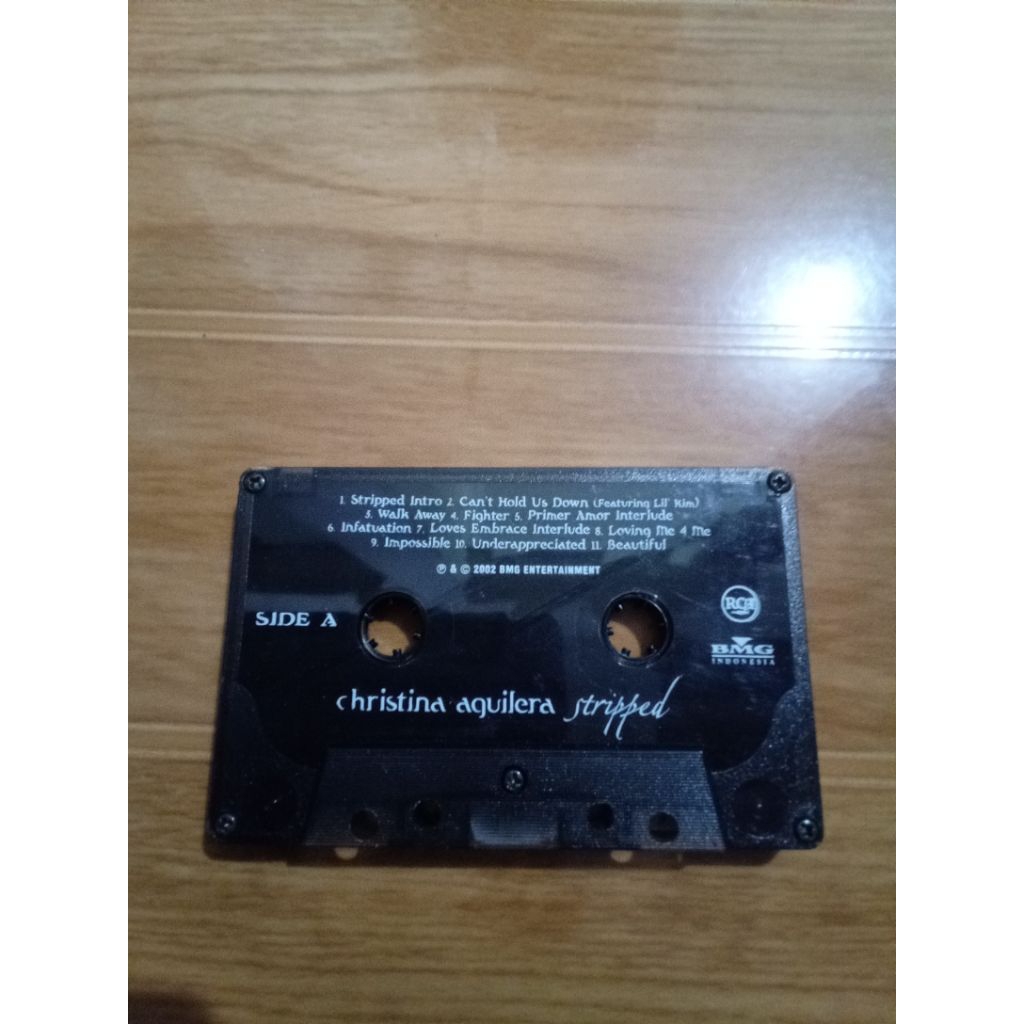 1. Stripped Intro 2. Can't Hold Us Down (Featuring Lil' Kim)
3. Walk Away 4. Fighter 5. Primer Amor Interlude
6. Infatuation 7. Loves Embrace Interlude 8. Loving Me 4 Me
9. Impossible 10. Underappreciated 11. Beautiful
℗ & © 2002 BMG ENTERTAINMENT
SIDE A
RCA
BMG
INDONESIA
christina aguilera stripped